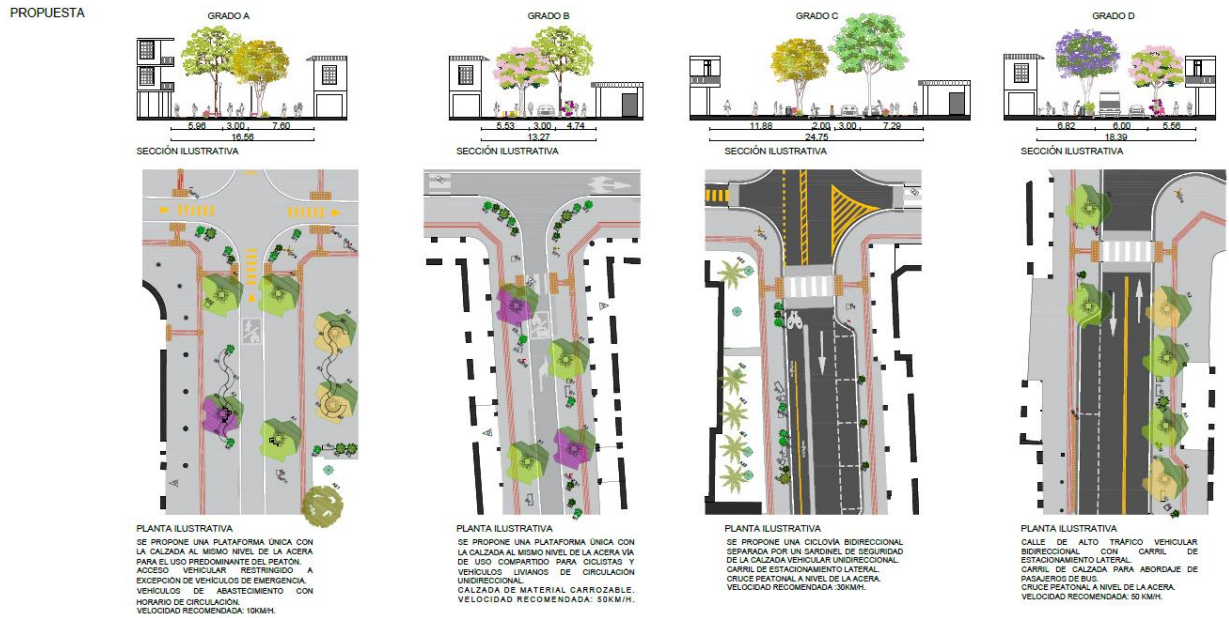 PROPUESTA
GRADO A
5.96 3.00 7.60
16.56
SECCIÓN ILUSTRATIVA
PLANTA ILUSTRATIVA
SE PROPONE UNA PLATAFORMA ÚNICA CON
LA CALZADA AL MISMO NIVEL DE LA ACERA
PARA EL USO PREDOMINANTE DEL PEATÓN.
ACCESO VEHICULAR RESTRINGIDO A
EXCEPCIÓN DE VEHÍCULOS DE EMERGENCIA.
VEHÍCULOS DE ABASTECIMIENTO CON
HORARIO DE CIRCULACIÓN.
VELOCIDAD RECOMENDADA: 10KM/H.
GRADO B
5.53 3.00 4.74
13.27
SECCIÓN ILUSTRATIVA
PLANTA ILUSTRATIVA
SE PROPONE UNA PLATAFORMA ÚNICA CON
LA CALZADA AL MISMO NIVEL DE LA ACERA VÍA
DE USO COMPARTIDO PARA CICLISTAS Y
VEHÍCULOS LIVIANOS DE CIRCULACIÓN
UNIDIRECCIONAL.
CALZADA DE MATERIAL CARROZABLE.
VELOCIDAD RECOMENDADA: 50KM/H.
GRADO C
11.88 2.00 3.00 7.29
24.75
SECCIÓN ILUSTRATIVA
PLANTA ILUSTRATIVA
SE PROPONE UNA CICLOVÍA BIDIRECCIONAL
SEPARADA POR UN SARDINEL DE SEGURIDAD
DE LA CALZADA VEHICULAR UNIDIRECCIONAL.
CARRIL DE ESTACIONAMIENTO LATERAL.
CRUCE PEATONAL A NIVEL DE LA ACERA.
VELOCIDAD RECOMENDADA :30KM/H.
GRADO D
6.82 6.00 5.56
18.39
SECCIÓN ILUSTRATIVA
PLANTA ILUSTRATIVA
CALLE DE ALTO TRÁFICO VEHICULAR
BIDIRECCIONAL CON CARRIL DE
ESTACIONAMIENTO LATERAL.
CARRIL DE CALZADA PARA ABORDAJE DE
PASAJEROS DE BUS.
CRUCE PEATONAL A NIVEL DE LA ACERA.
VELOCIDAD RECOMENDADA: 50 KM/H.